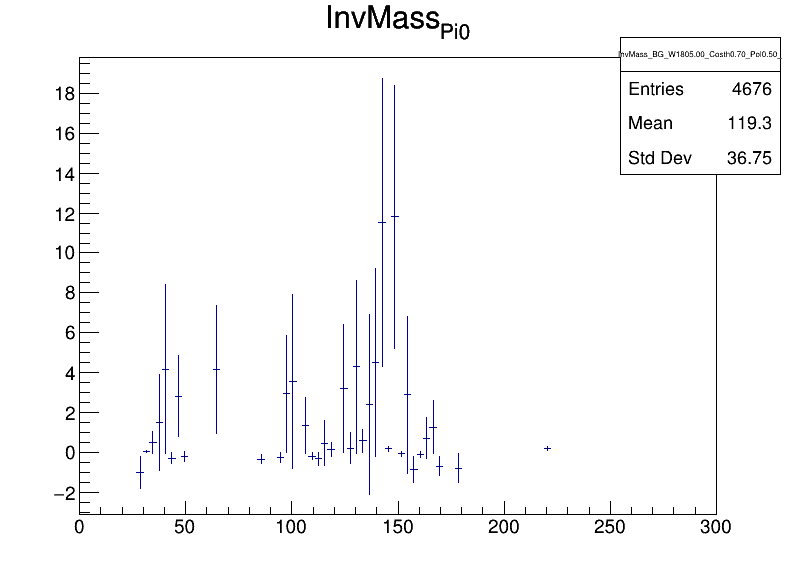 InvMass_Pi0
InvMass_BG_W1805.00_Costh0.70_Pol0.50_
Entries 4676
Mean 119.3
Std Dev 36.75
18
16
14
12
10
8
6
4
2
0
−2
0 50 100 150 200 250 300